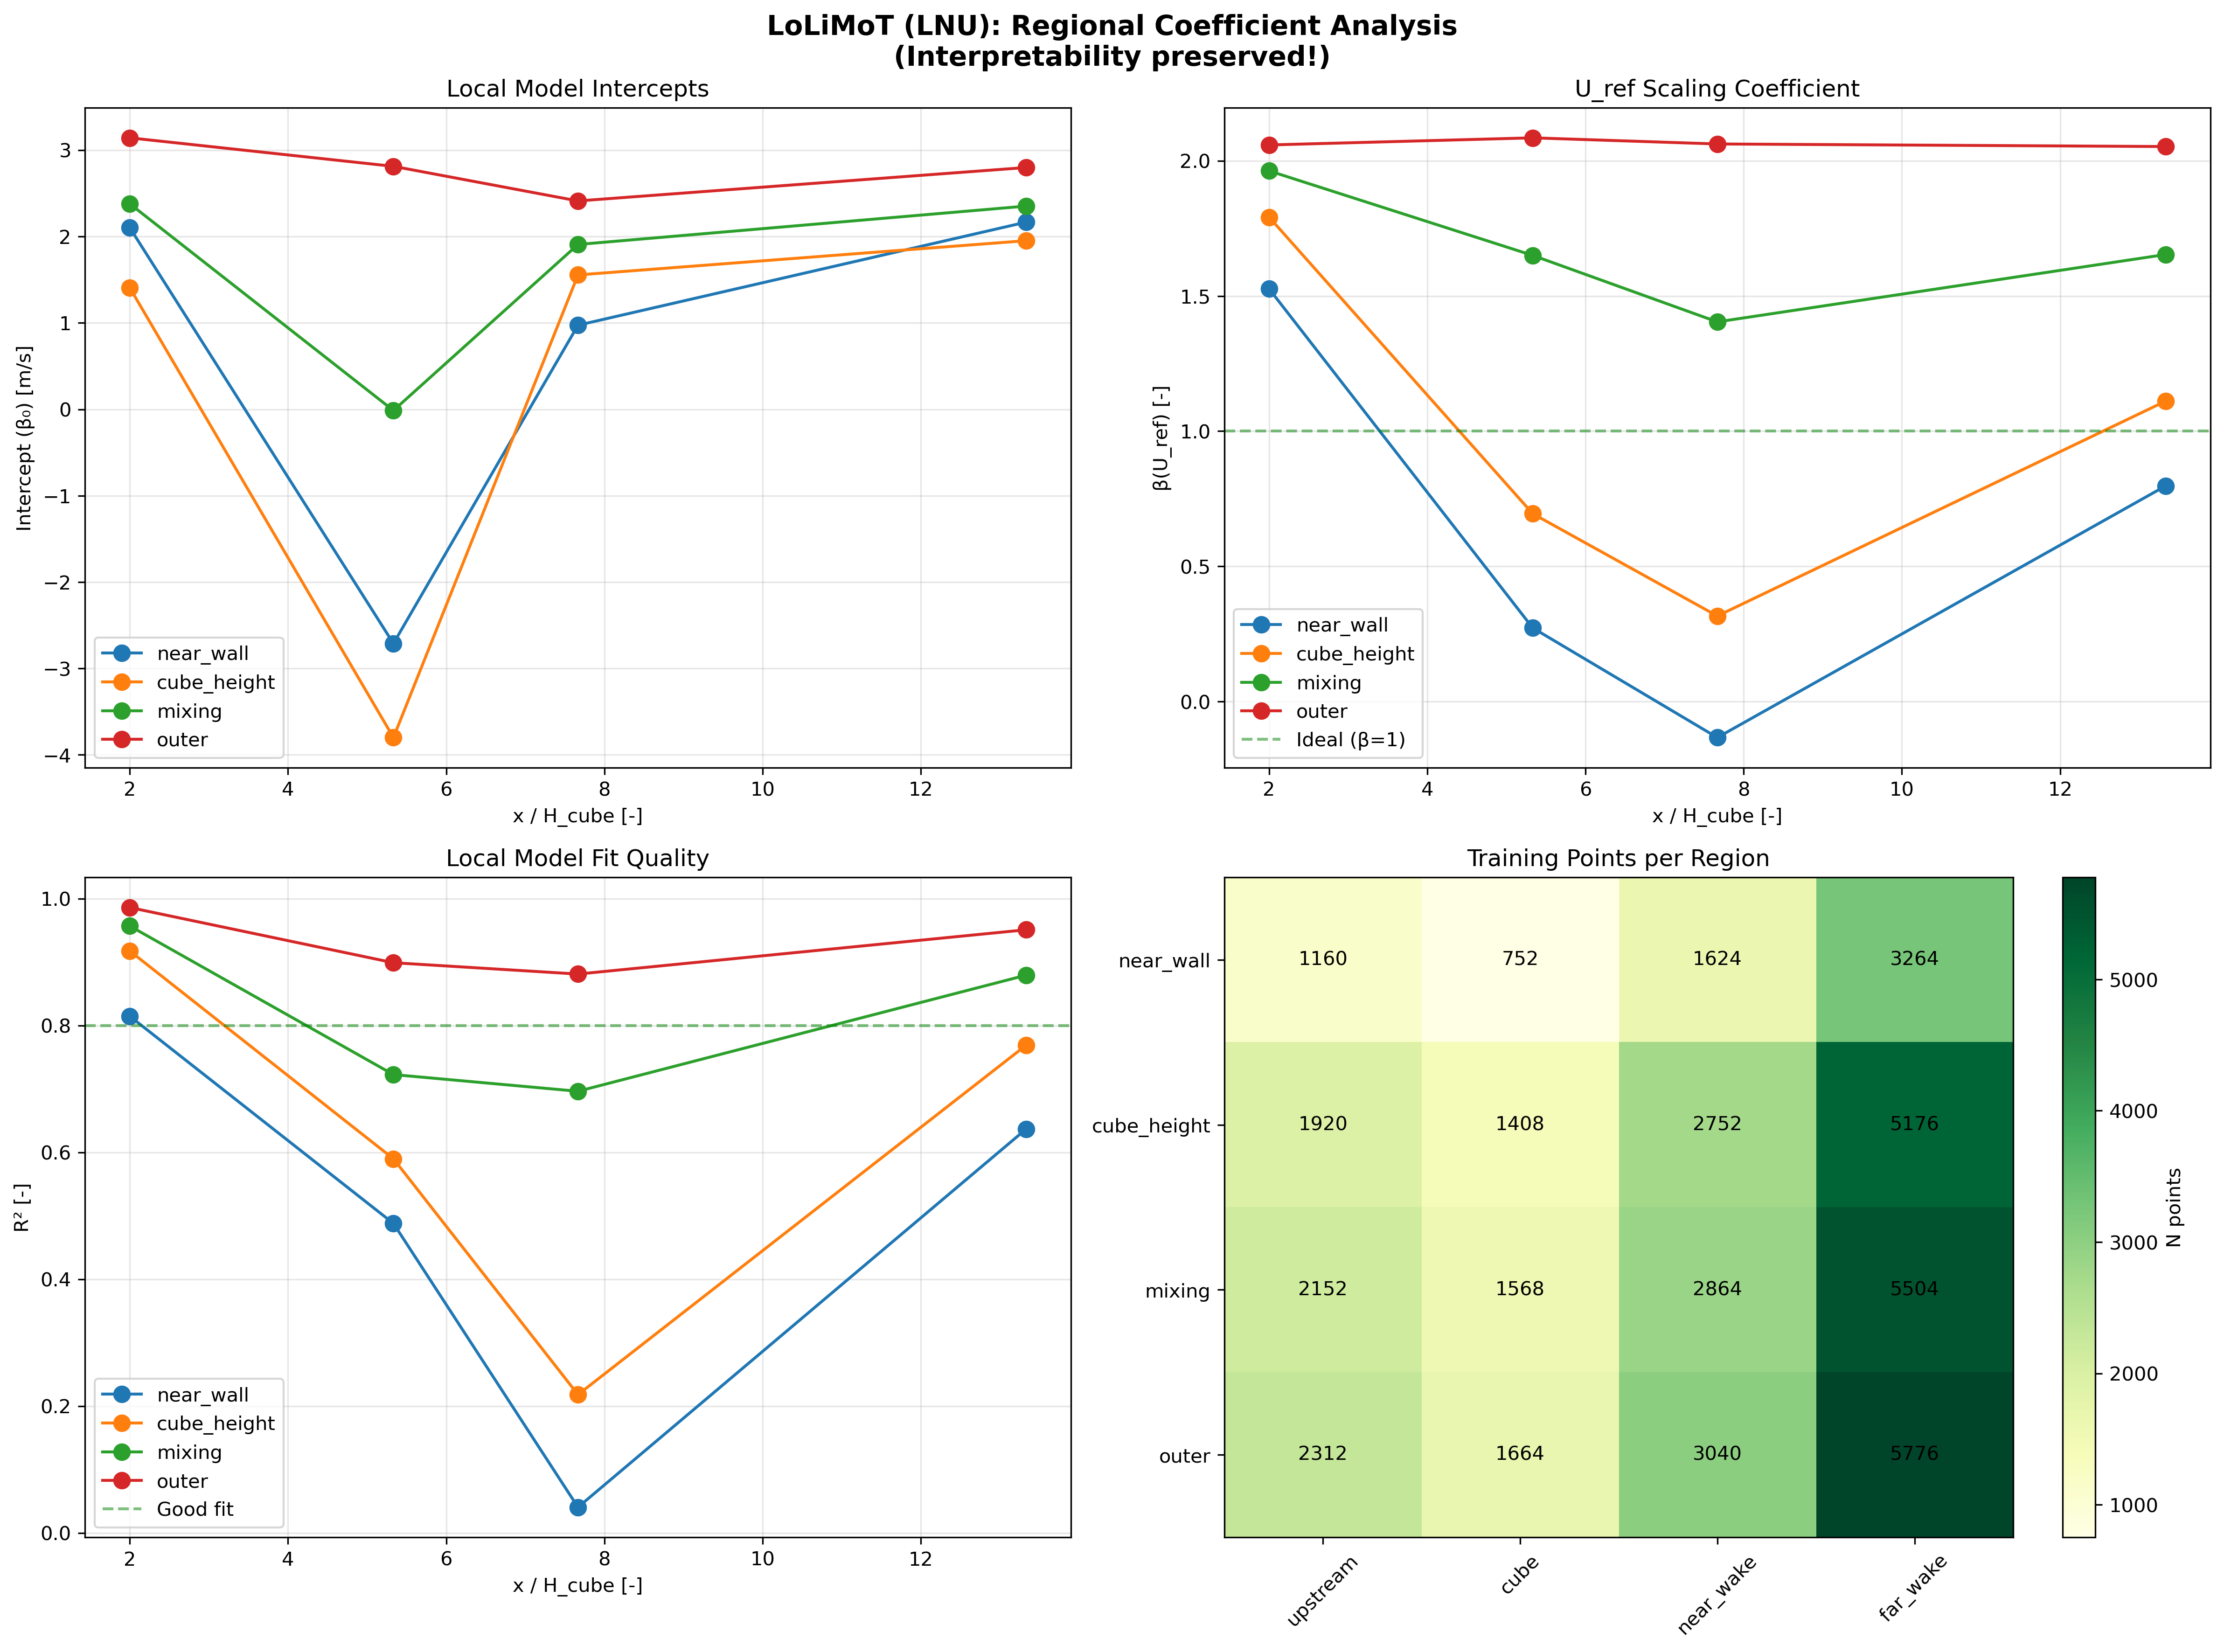 LoLiMoT (LNU): Regional Coefficient Analysis
(Interpretability preserved!)
Local Model Intercepts
Intercept (β₀) [m/s]
3
2
1
0
−1
−2
−3
−4
near_wall
cube_height
mixing
outer
2 4 6 8 10 12
x / H_cube [-]
U_ref Scaling Coefficient
β(U_ref) [-]
2.0
1.5
1.0
0.5
0.0
near_wall
cube_height
mixing
outer
Ideal (β=1)
2 4 6 8 10 12
x / H_cube [-]
Local Model Fit Quality
R² [-]
1.0
0.8
0.6
0.4
0.2
0.0
near_wall
cube_height
mixing
outer
Good fit
2 4 6 8 10 12
x / H_cube [-]
Training Points per Region
near_wall 1160 752 1624 3264
cube_height 1920 1408 2752 5176
mixing 2152 1568 2864 5504
outer 2312 1664 3040 5776
upstream cube near_wake far_wake
5000
4000
3000
2000
1000
N points